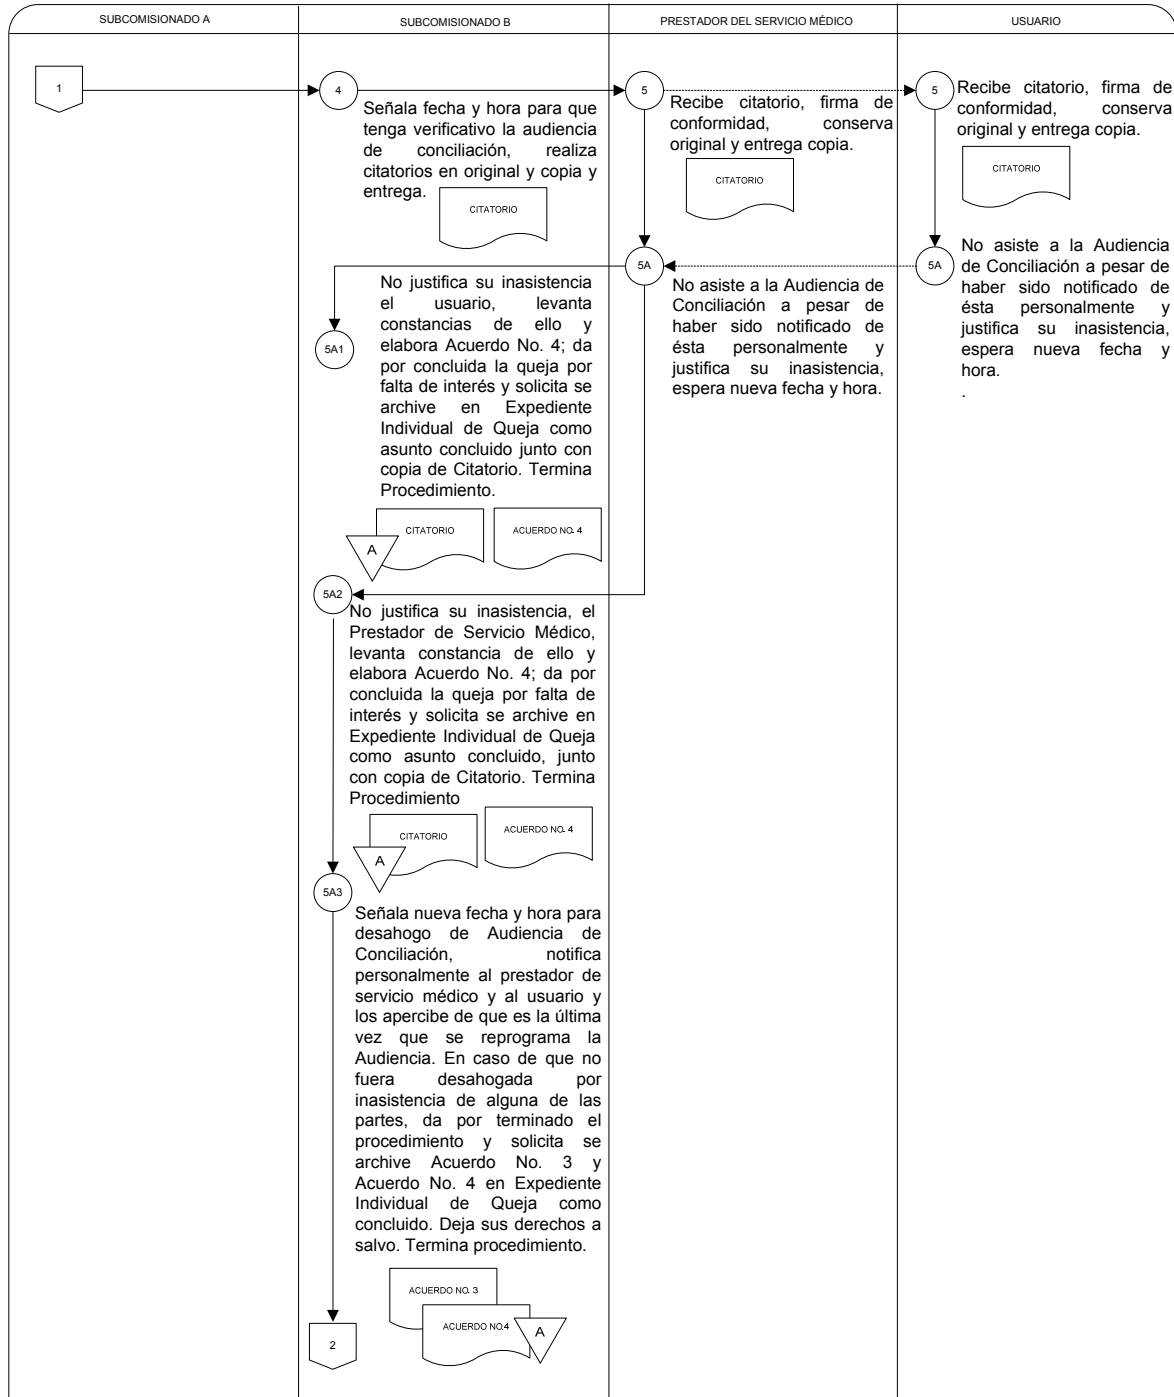 SUBCOMISIONADO A
SUBCOMISIONADO B
PRESTADOR DEL SERVICIO MÉDICO
USUARIO
1
4
Señala fecha y hora para que
tenga verificativo la audiencia
de conciliación, realiza
citatorios en original y copia y
entrega.
CITATORIO
5
Recibe citatorio, firma de
conformidad, conserva
original y entrega copia.
CITATORIO
5
Recibe citatorio, firma de
conformidad, conserva
original y entrega copia.
CITATORIO
5A
No asiste a la Audiencia
de Conciliación a pesar de
haber sido notificado de
ésta personalmente y
justifica su inasistencia,
espera nueva fecha y
hora.
.
5A
No asiste a la Audiencia de
Conciliación a pesar de
haber sido notificado de
ésta personalmente y
justifica su inasistencia,
espera nueva fecha y hora.
5A1
No justifica su inasistencia
el usuario, levanta
constancias de ello y
elabora Acuerdo No. 4; da
por concluida la queja por
falta de interés y solicita se
archive en Expediente
Individual de Queja como
asunto concluido junto con
copia de Citatorio. Termina
Procedimiento.
CITATORIO
A
ACUERDO NO. 4
5A2
No justifica su inasistencia, el
Prestador de Servicio Médico,
levanta constancia de ello y
elabora Acuerdo No. 4; da por
concluida la queja por falta de
interés y solicita se archive en
Expediente Individual de Queja
como asunto concluido, junto
con copia de Citatorio. Termina
Procedimiento
CITATORIO
A
ACUERDO NO. 4
5A3
Señala nueva fecha y hora para
desahogo de Audiencia de
Conciliación, notifica
personalmente al prestador de
servicio médico y al usuario y
los apercibe de que es la última
vez que se reprograma la
Audiencia. En caso de que no
fuera desahogada por
inasistencia de alguna de las
partes, da por terminado el
procedimiento y solicita se
archive Acuerdo No. 3 y
Acuerdo No. 4 en Expediente
Individual de Queja como
concluido. Deja sus derechos a
salvo. Termina procedimiento.
ACUERDO NO. 3
ACUERDO NO.4
A
2